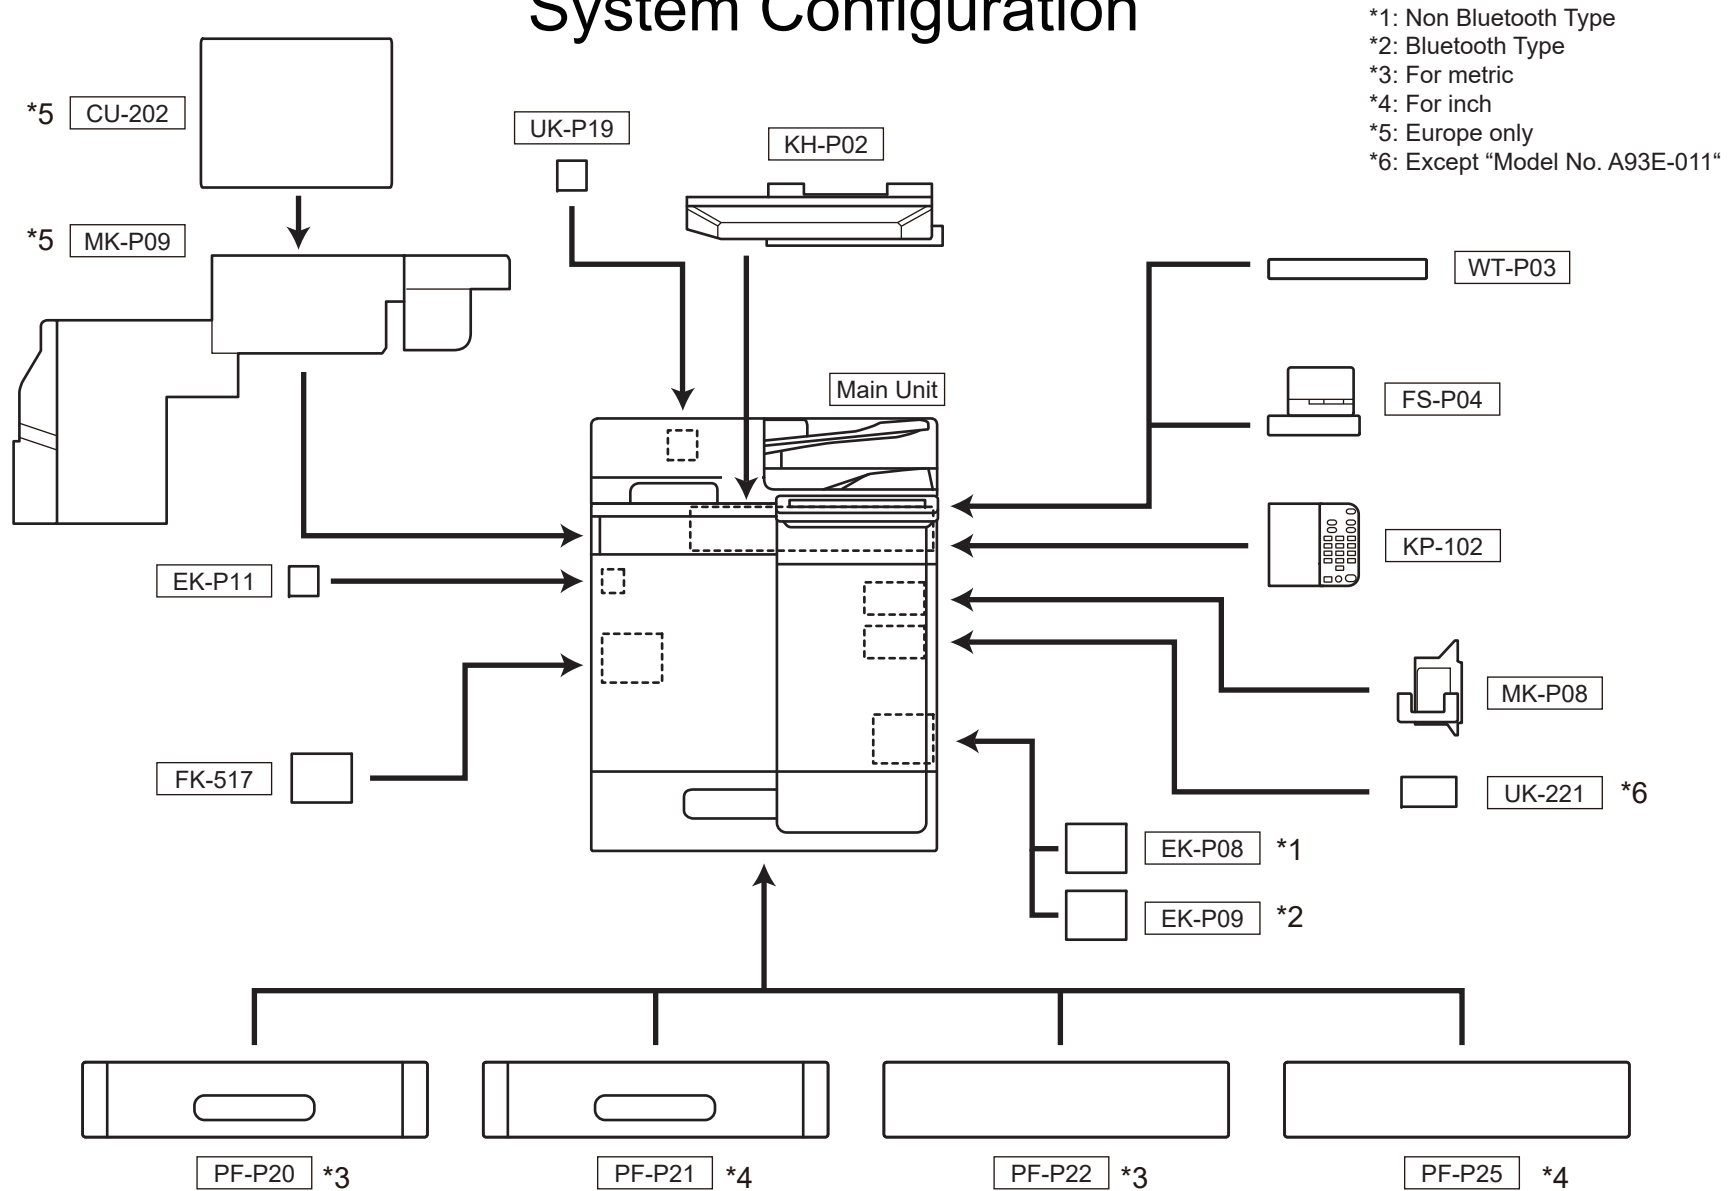 System Configuration
*1: Non Bluetooth Type
*2: Bluetooth Type
*3: For metric
*4: For inch
*5: Europe only
*6: Except “Model No. A93E-011“
*5 CU-202
UK-P19
KH-P02
*5 MK-P09
WT-P03
Main Unit
FS-P04
KP-102
EK-P11
MK-P08
FK-517
UK-221 *6
EK-P08 *1
EK-P09 *2
PF-P20 *3
PF-P21 *4
PF-P22 *3
PF-P25 *4